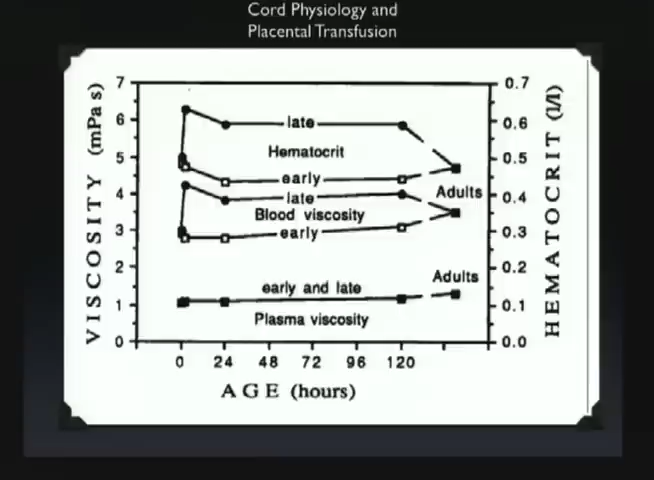 Cord Physiology and
Placental Transfusion
VISCOSITY (mPa s)
7
6
5
4
3
2
1
0
late
Hematocrit
early
late
Blood viscosity
early
early and late
Plasma viscosity
Adults
Adults
0.7
0.6
0.5
0.4
0.3
0.2
0.1
0.0
HEMATOCRIT (l/l)
0 24 48 72 96 120
AGE (hours)